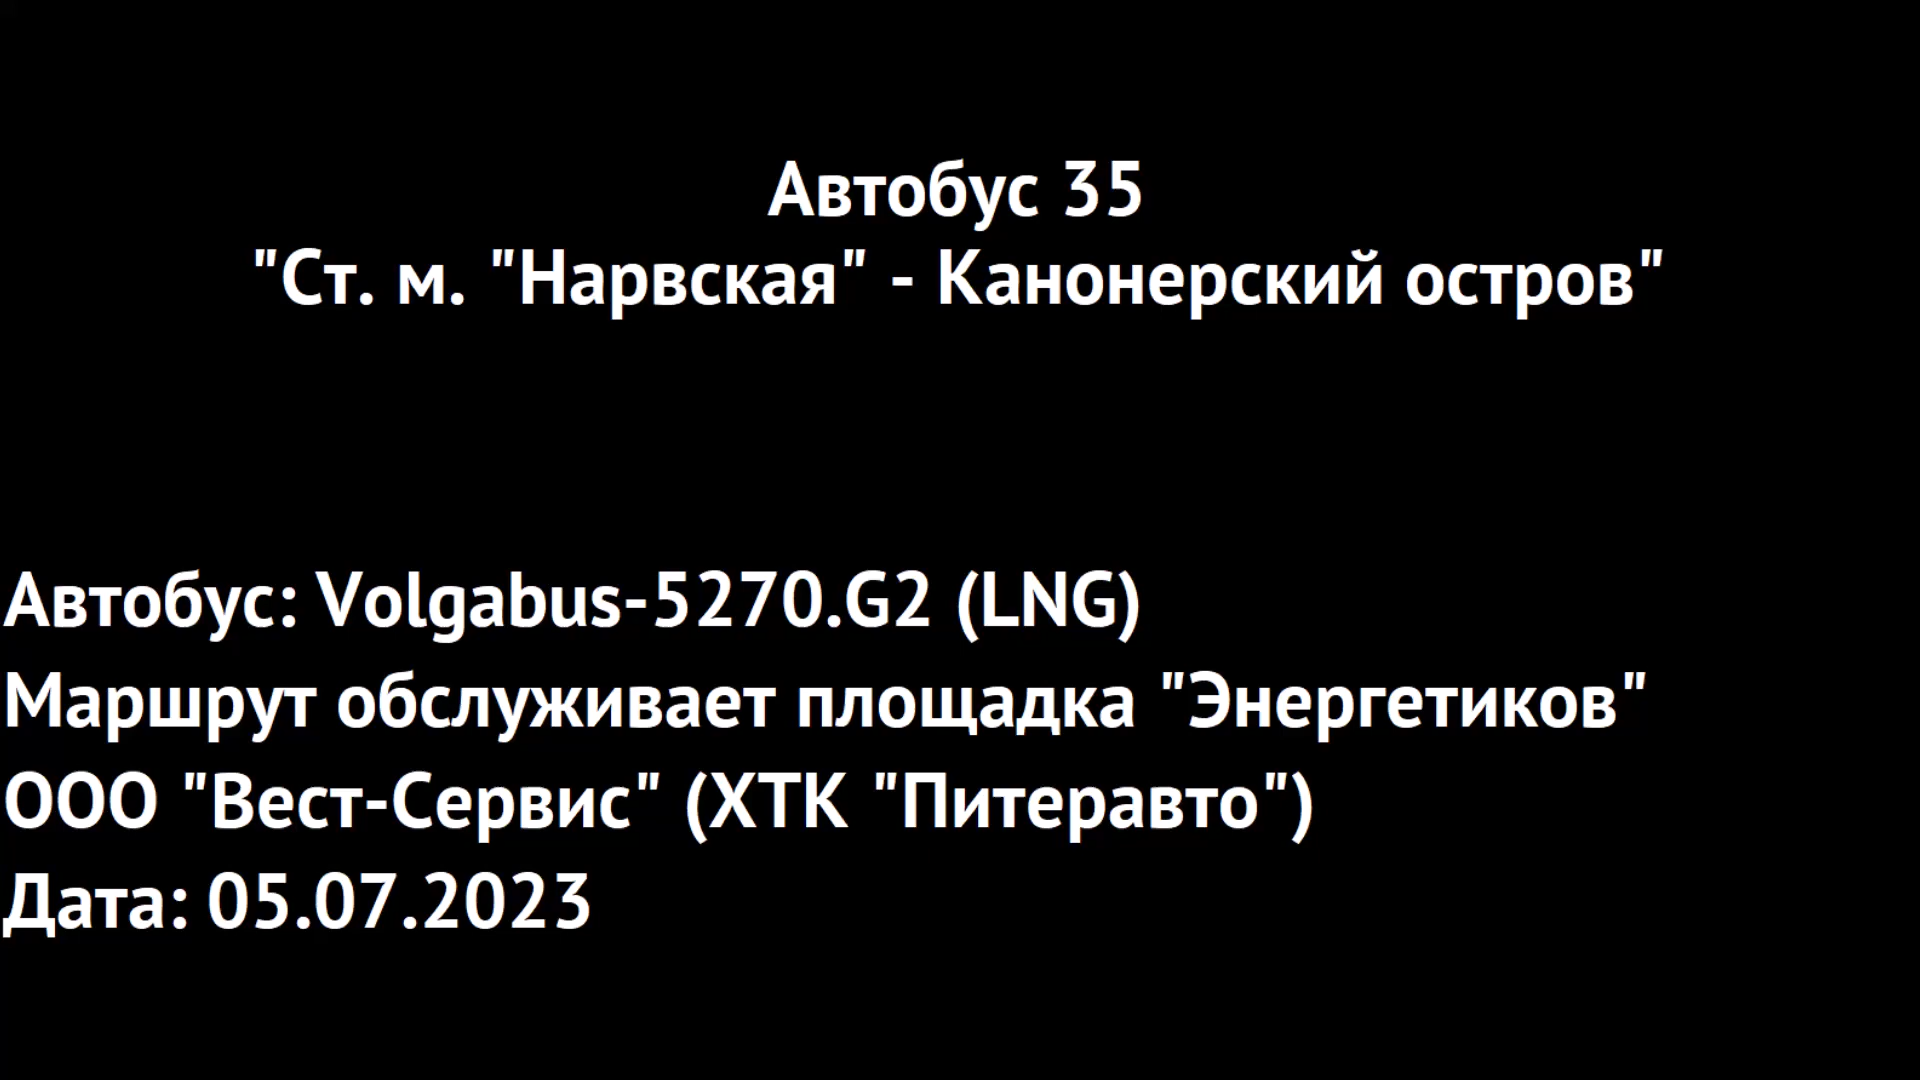 Автобус 35
"Ст. м. "Нарвская" - Канонерский остров"
Автобус: Volgabus-5270.G2 (LNG)
Маршрут обслуживает площадка "Энергетиков"
ООО "Вест-Сервис" (ХТК "Питеравто")
Дата: 05.07.2023